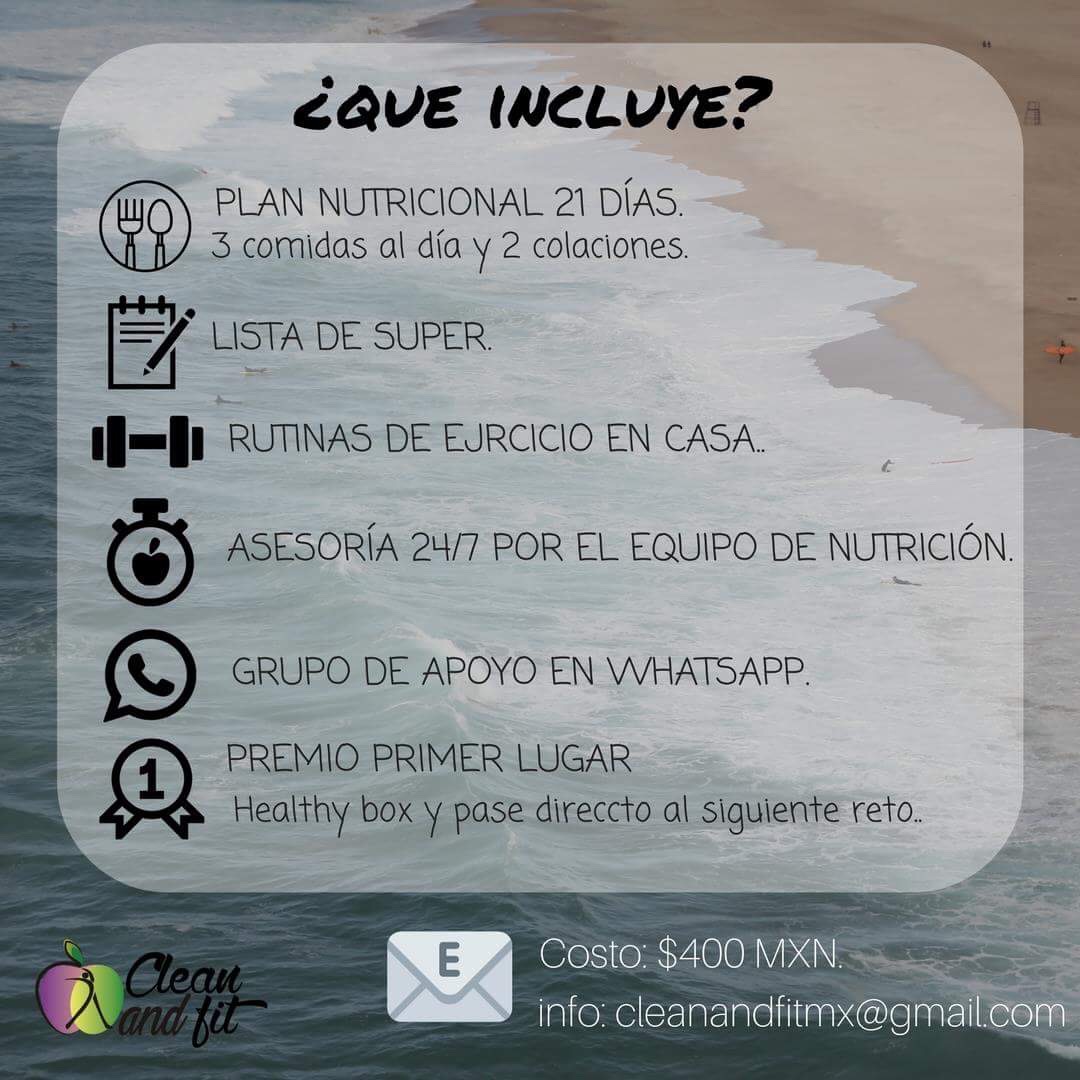 ¿QUE INCLUYE?
PLAN NUTRICIONAL 21 DÍAS.
3 comidas al día y 2 colaciones.
LISTA DE SUPER.
RUTINAS DE EJRCICIO EN CASA..
ASESORÍA 24/7 POR EL EQUIPO DE NUTRICIÓN.
GRUPO DE APOYO EN WHATSAPP.
1
PREMIO PRIMER LUGAR
Healthy box y pase direccto al siguiente reto..
Clean
and fit
E
Costo: $400 MXN.
info: cleanandfitmx@gmail.com